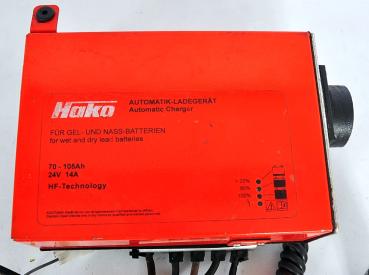 Hako
AUTOMATIK-LADEGERÄT
Automatic Charger
FÜR GEL- UND NASS-BATTERIEN
for wet and dry lead batteries
70 - 105Ah
24V 14A
HF-Technology
80%
100%